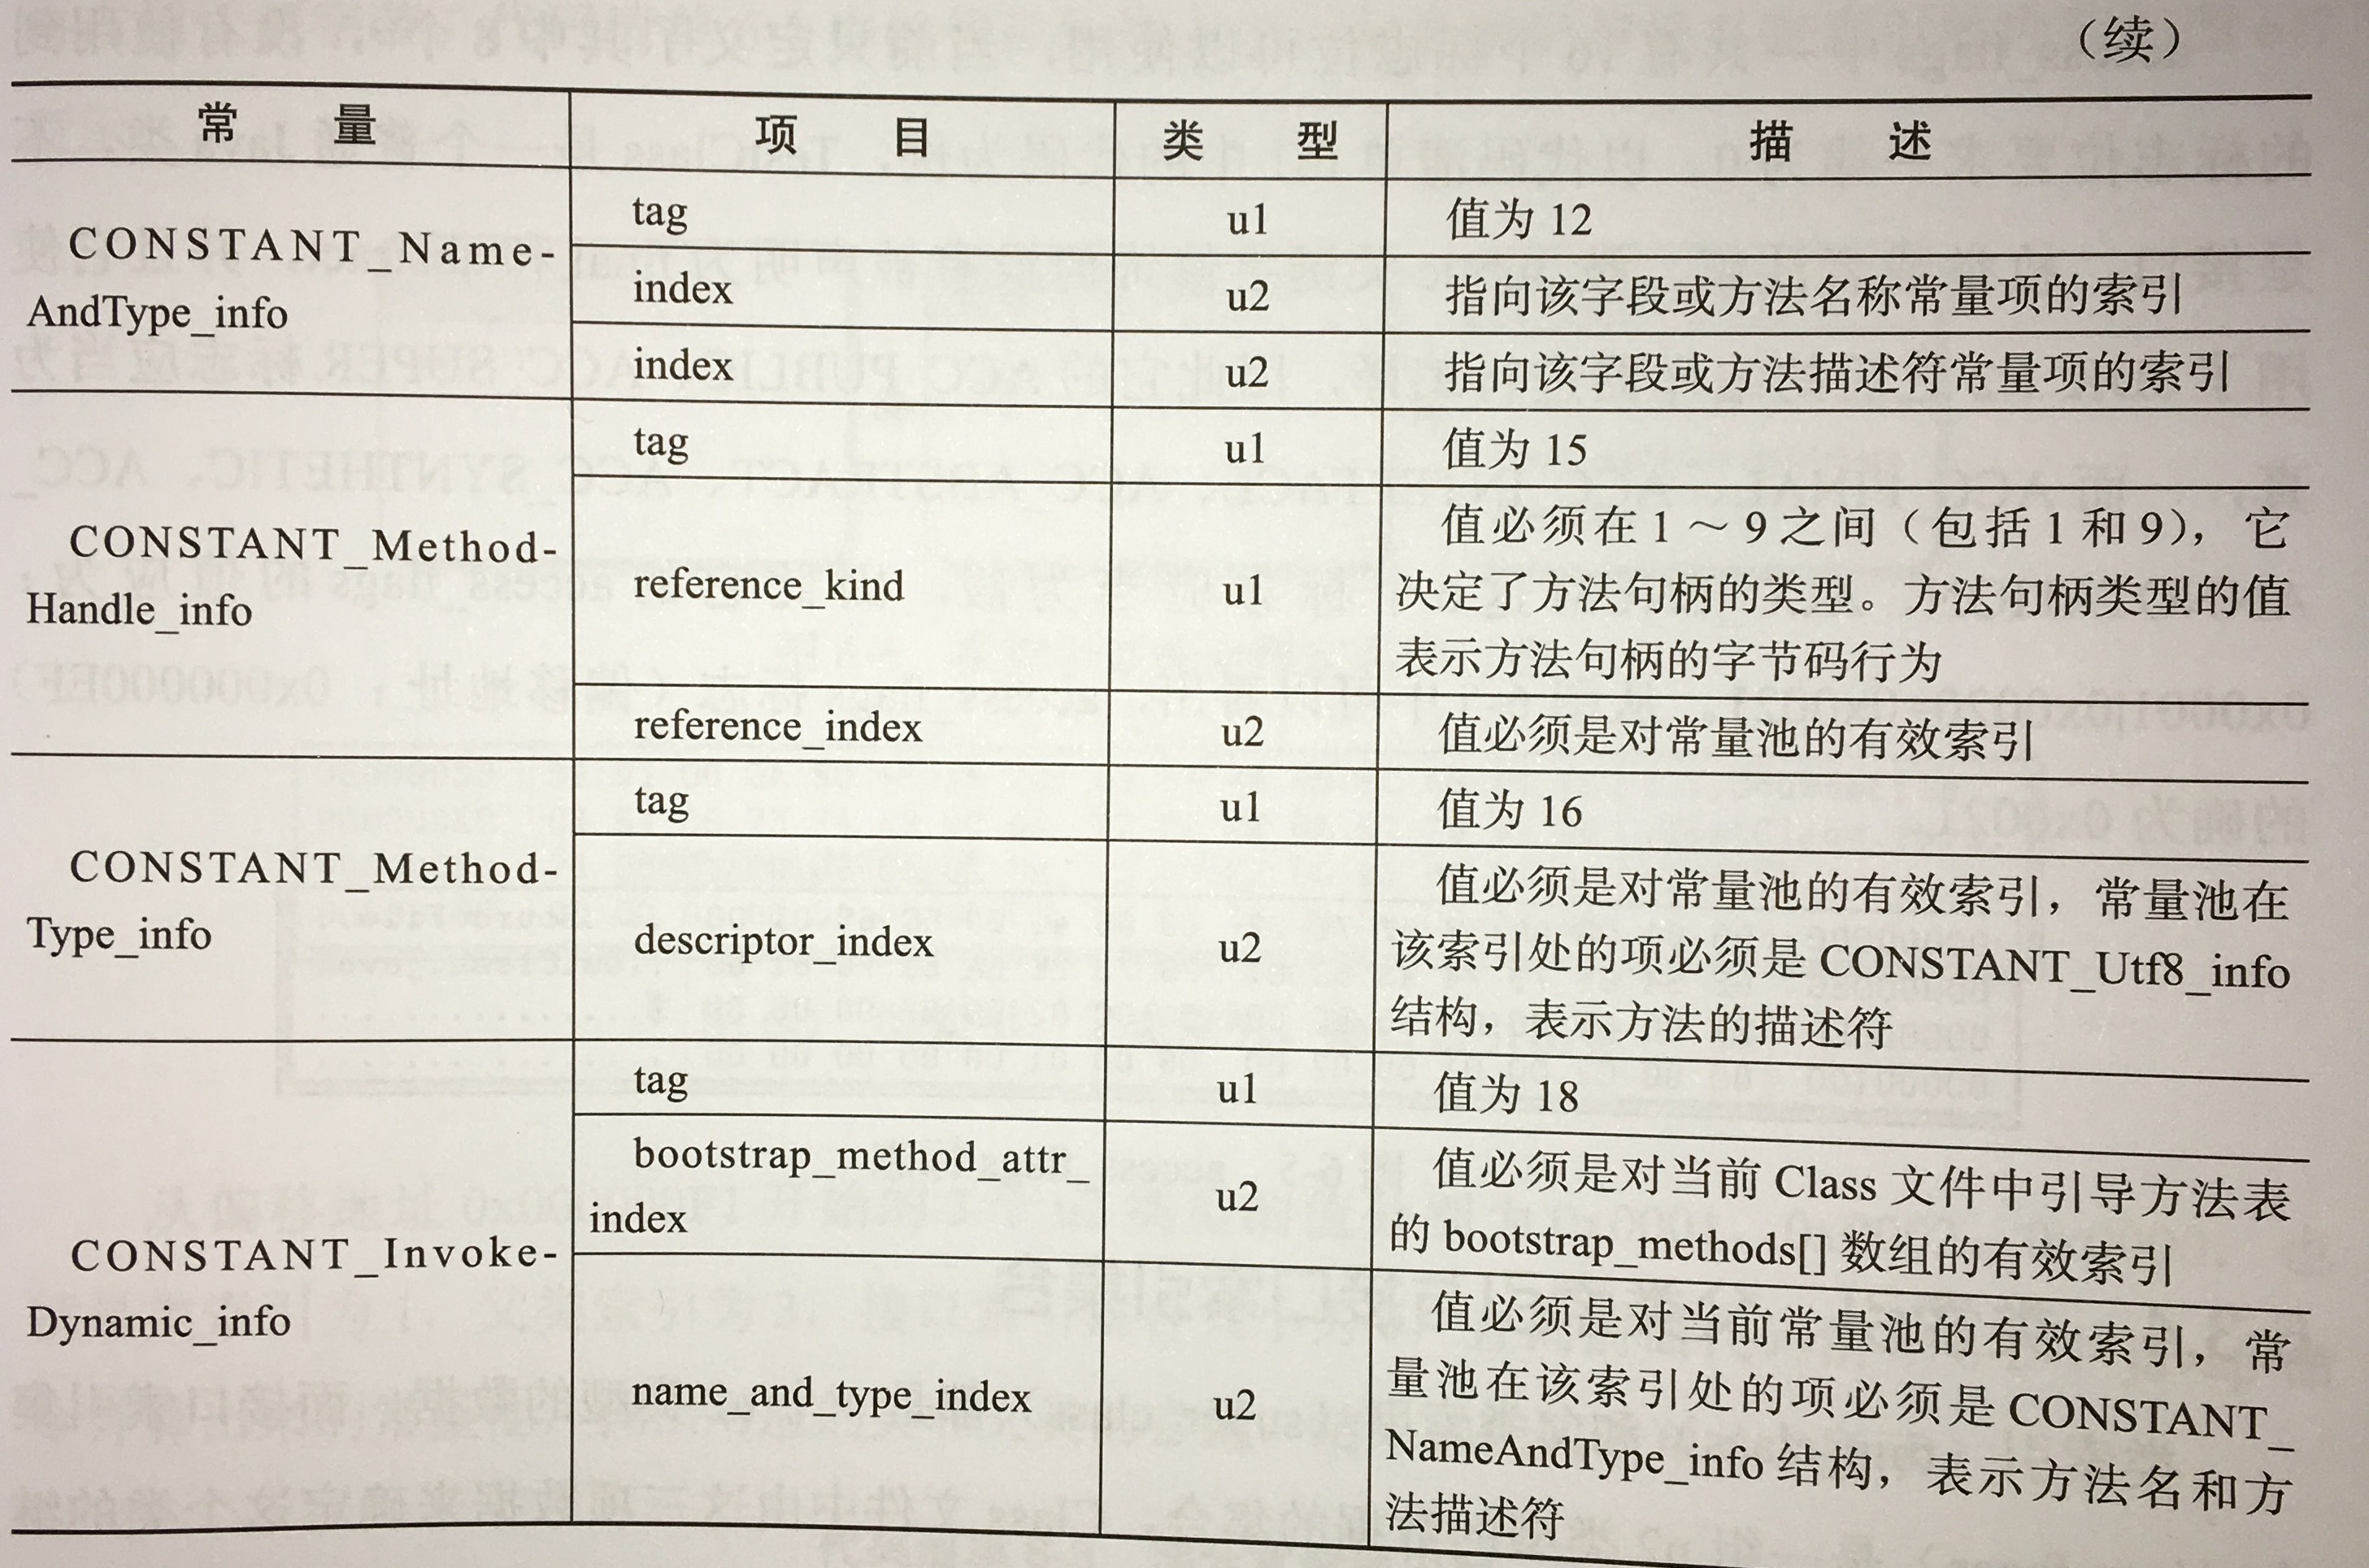 （续）
常 量 项 目 类 型 描 述
CONSTANT_Name-
AndType_info
tag u1 值为 12
index u2 指向该字段或方法名称常量项的索引
index u2 指向该字段或方法描述符常量项的索引
CONSTANT_Method-
Handle_info
tag u1 值为 15
reference_kind u1 值必须在 1 ～ 9 之间（包括 1 和 9），它
决定了方法句柄的类型。方法句柄类型的值
表示方法句柄的字节码行为
reference_index u2 值必须是对常量池的有效索引
CONSTANT_Method-
Type_info
tag u1 值为 16
descriptor_index u2 值必须是对常量池的有效索引，常量池在
该索引处的项必须是 CONSTANT_Utf8_info
结构，表示方法的描述符
CONSTANT_Invoke-
Dynamic_info
tag u1 值为 18
bootstrap_method_attr_
index
u2
值必须是对当前 Class 文件中引导方法表
的 bootstrap_methods[] 数组的有效索引
name_and_type_index u2 值必须是对当前常量池的有效索引，常
量池在该索引处的项必须是 CONSTANT_
NameAndType_info 结构，表示方法名和方
法描述符